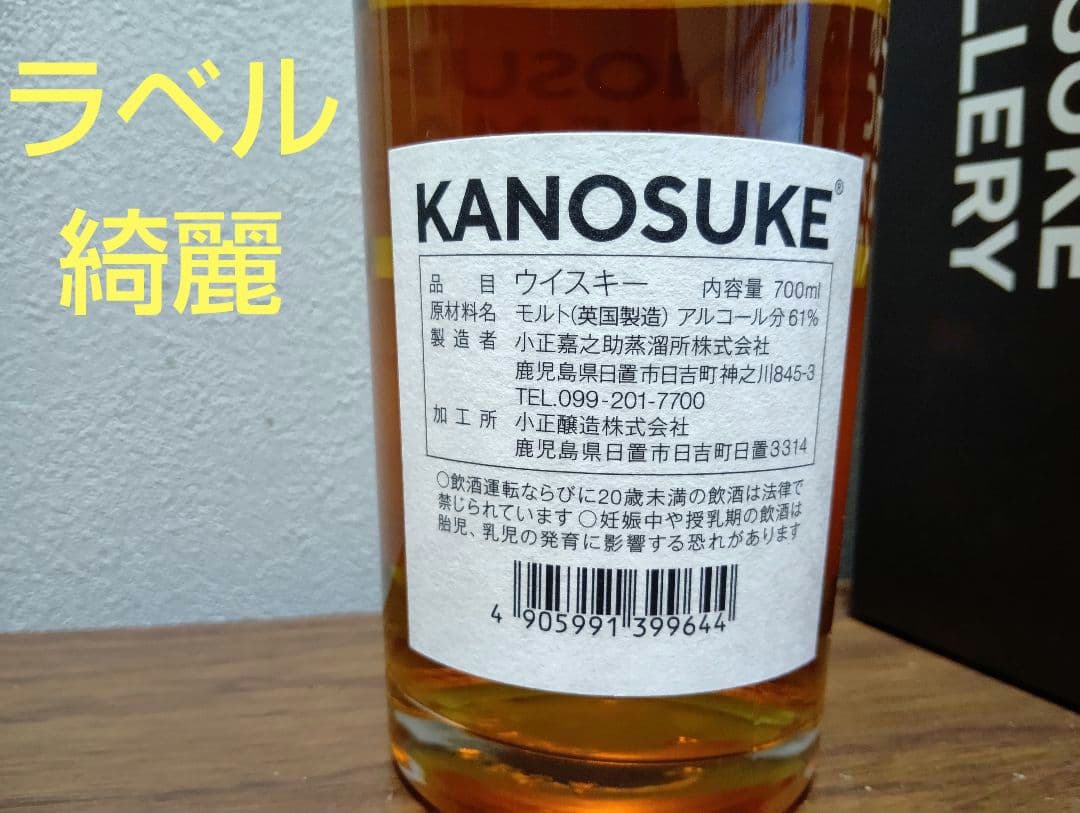 ラベル
綺麗
KANOSUKE®
品目 ウイスキー 内容量 700ml
原材料名 モルト(英国製造) アルコール分61%
製造者 小正嘉之助蒸溜所株式会社
鹿児島県日置市日吉町神之川845-3
TEL.099-201-7700
加工所 小正醸造株式会社
鹿児島県日置市日吉町日置3314
○飲酒運転ならびに20歳未満の飲酒は法律で
禁じられています○妊娠中や授乳期の飲酒は
胎児、乳児の発育に影響する恐れがあります
4 905991 399644
OSUKE
LLERY